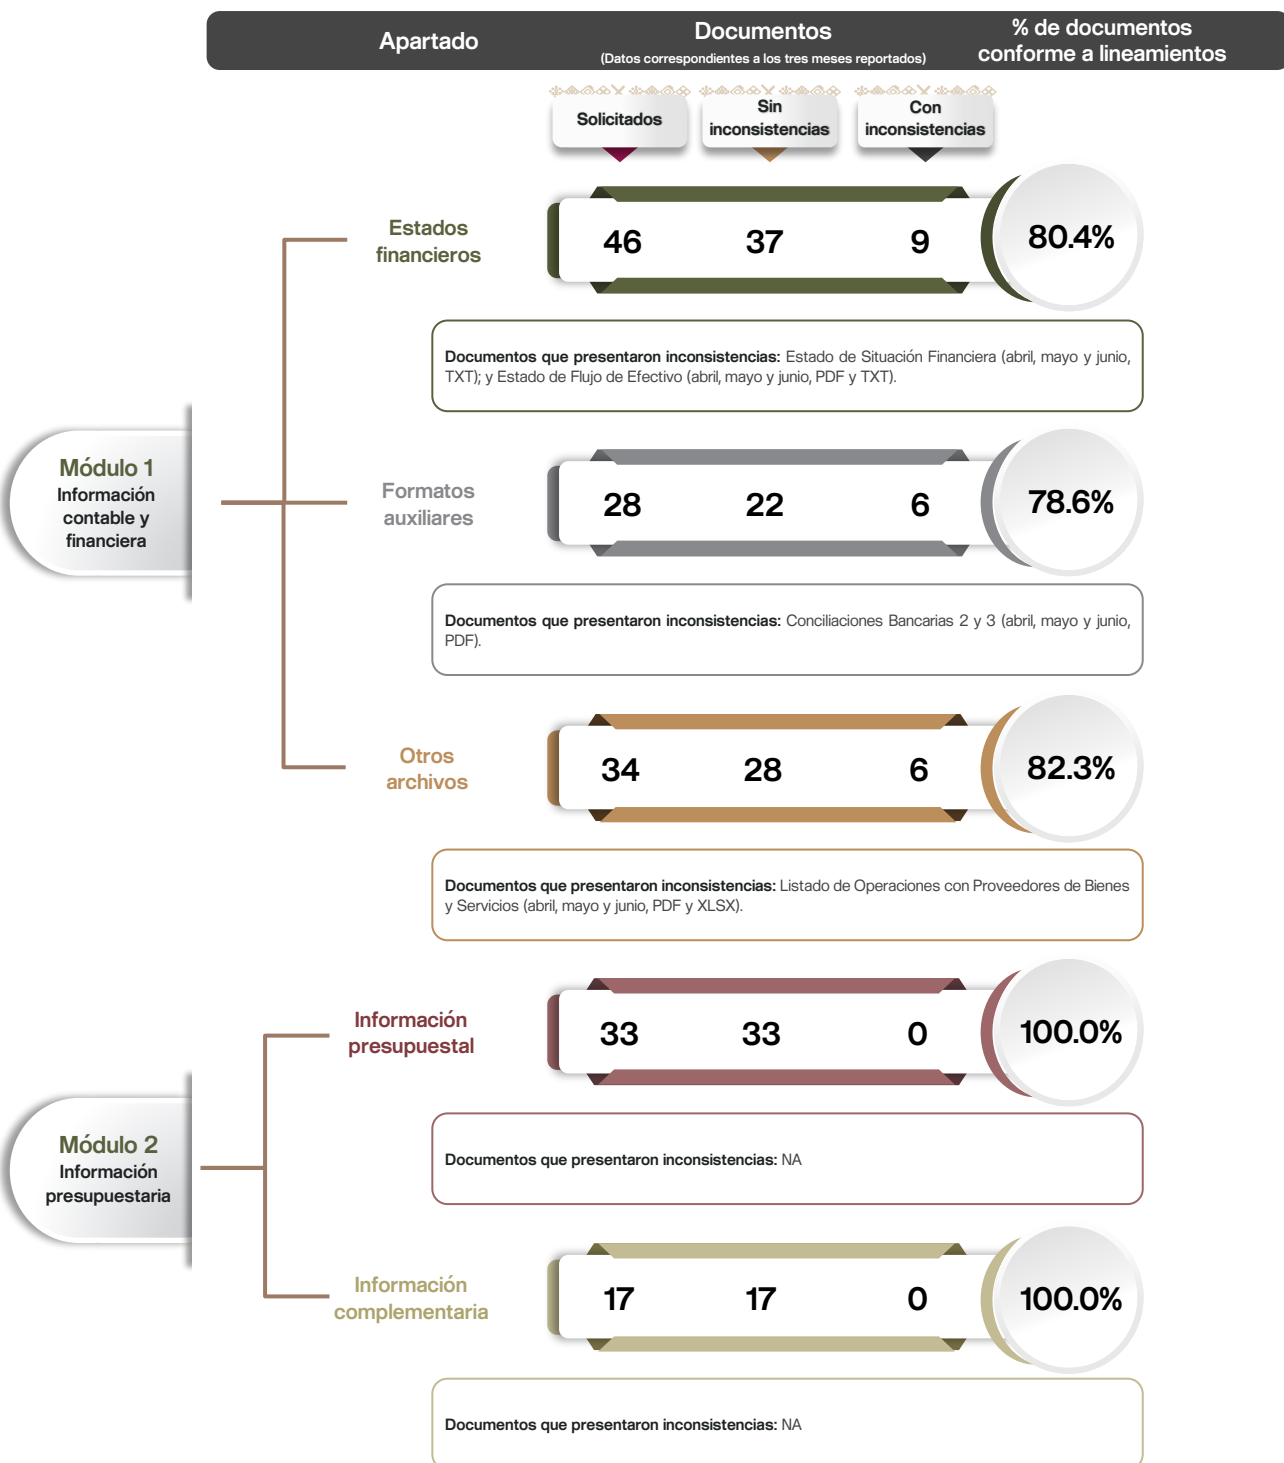 Apartado
Documentos
(Datos correspondientes a los tres meses reportados)
% de documentos
conforme a lineamientos
Solicitados
Sin
inconsistencias
Con
inconsistencias
Módulo 1
Información
contable y
financiera
Estados
financieros
46 37 9 80.4%
Documentos que presentaron inconsistencias: Estado de Situación Financiera (abril, mayo y junio,
TXT); y Estado de Flujo de Efectivo (abril, mayo y junio, PDF y TXT).
Formatos
auxiliares
28 22 6 78.6%
Documentos que presentaron inconsistencias: Conciliaciones Bancarias 2 y 3 (abril, mayo y junio,
PDF).
Otros
archivos
34 28 6 82.3%
Documentos que presentaron inconsistencias: Listado de Operaciones con Proveedores de Bienes
y Servicios (abril, mayo y junio, PDF y XLSX).
Módulo 2
Información
presupuestaria
Información
presupuestal
33 33 0 100.0%
Documentos que presentaron inconsistencias: NA
Información
complementaria
17 17 0 100.0%
Documentos que presentaron inconsistencias: NA